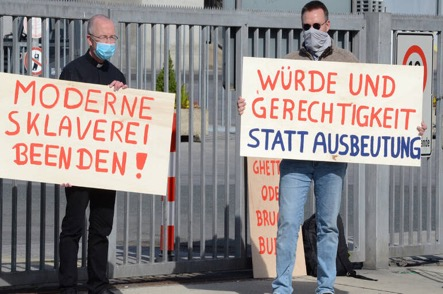 MODERNE
SKLAVEREI
BEENDEN!
WÜRDE UND
GERECHTIGKEIT
STATT AUSBEUTUNG